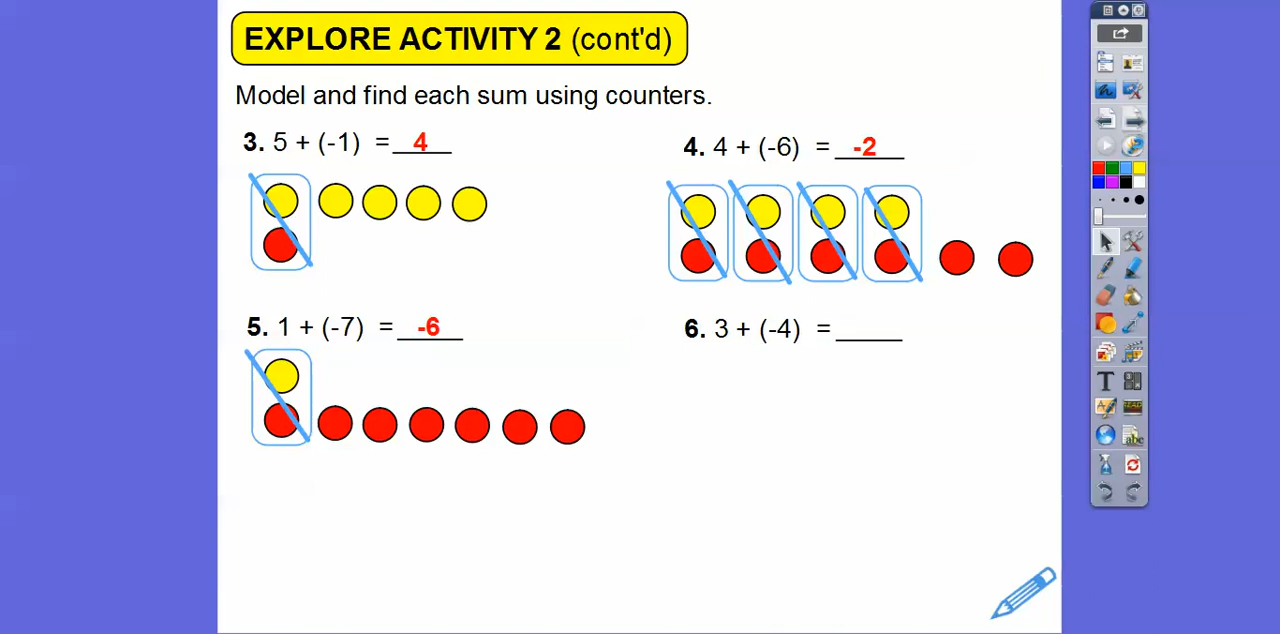 EXPLORE ACTIVITY 2 (cont'd)
Model and find each sum using counters.
3. 5 + (-1) = 4
4. 4 + (-6) = -2
5. 1 + (-7) = -6
6. 3 + (-4) = ____